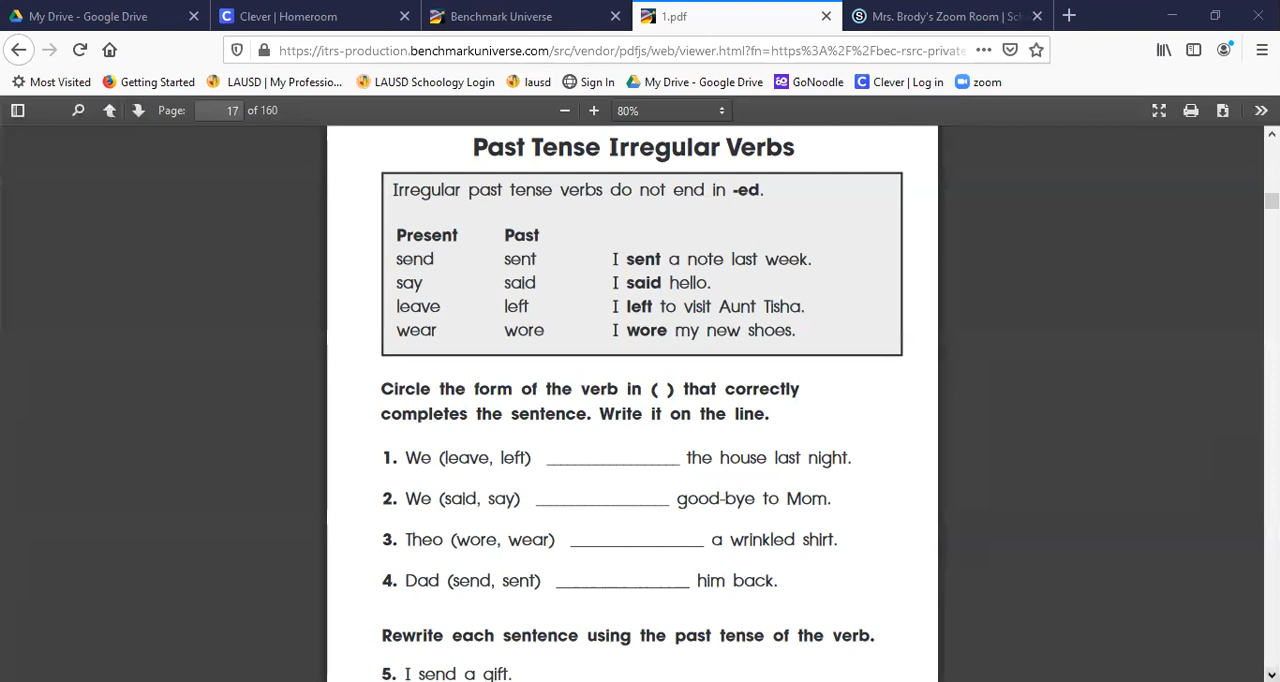 My Drive - Google Drive
Clever | Homeroom
Benchmark Universe
1.pdf
Mrs. Brody's Zoom Room | Sch
https://itrs-production.benchmarkuniverse.com/src/vendor/pdfjs/web/viewer.html?fn=https%3A%2F%2Fbec-rsrc-private
Most Visited Getting Started LAUSD | My Professio... LAUSD Schoology Login lausd Sign In My Drive - Google Drive GoNoodle Clever | Log in zoom
Page: 17 of 160 80%
Past Tense Irregular Verbs
Irregular past tense verbs do not end in -ed.
Present Past
send sent I sent a note last week.
say said I said hello.
leave left I left to visit Aunt Tisha.
wear wore I wore my new shoes.
Circle the form of the verb in ( ) that correctly
completes the sentence. Write it on the line.
1. We (leave, left) ______________ the house last night.
2. We (said, say) ______________ good-bye to Mom.
3. Theo (wore, wear) ______________ a wrinkled shirt.
4. Dad (send, sent) ______________ him back.
Rewrite each sentence using the past tense of the verb.
5. I send a gift.